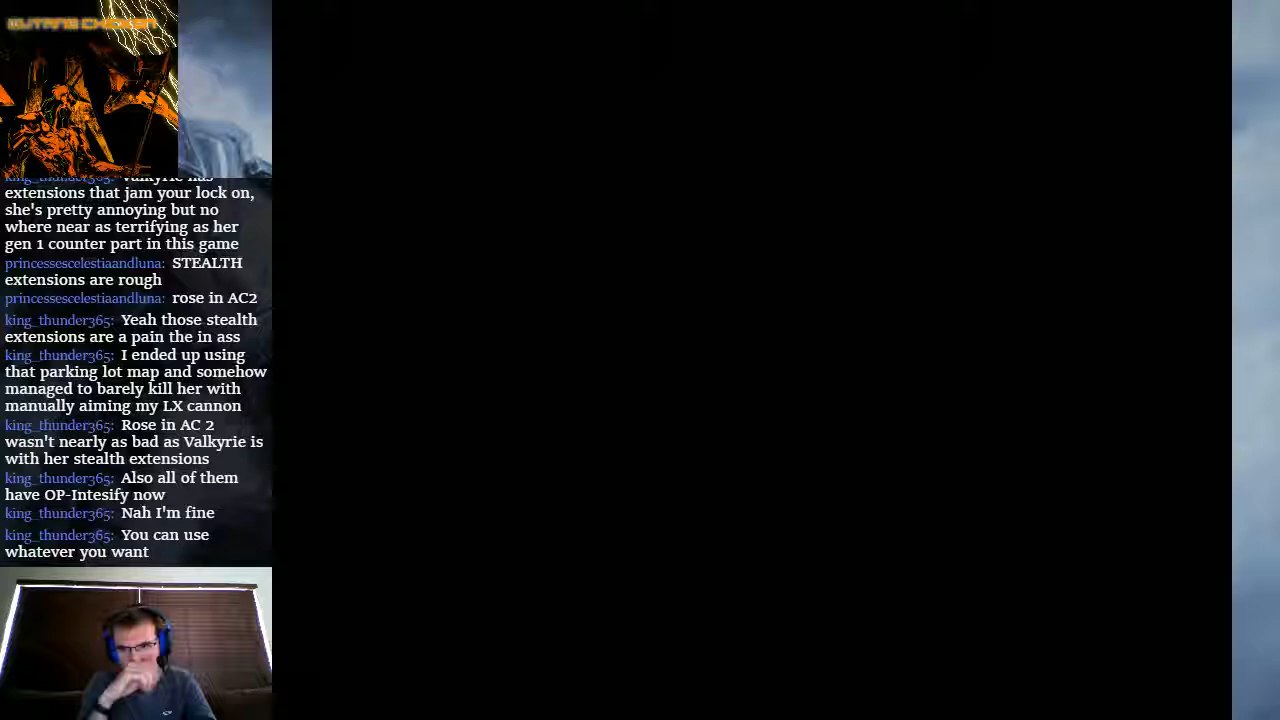 king_thunder365: Valkyrie has
extensions that jam your lock on,
she's pretty annoying but no
where near as terrifying as her
gen 1 counter part in this game
princessescelestiaandluna: STEALTH
extensions are rough
princessescelestiaandluna: rose in AC2
king_thunder365: Yeah those stealth
extensions are a pain the in ass
king_thunder365: I ended up using
that parking lot map and somehow
managed to barely kill her with
manually aiming my LX cannon
king_thunder365: Rose in AC 2
wasn't nearly as bad as Valkyrie is
with her stealth extensions
king_thunder365: Also all of them
have OP-Intesify now
king_thunder365: Nah I'm fine
king_thunder365: You can use
whatever you want